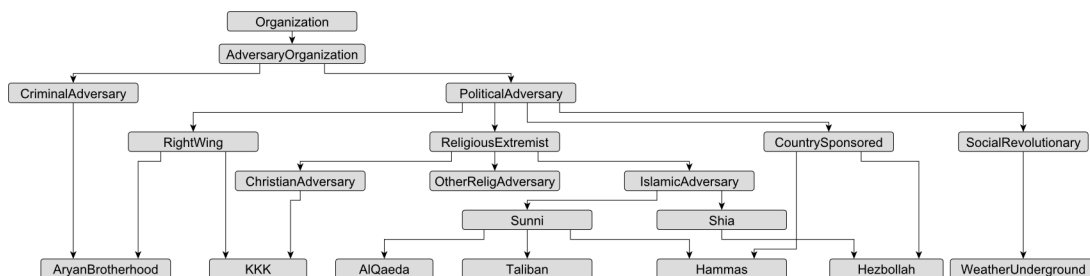 Organization
AdversaryOrganization
CriminalAdversary
PoliticalAdversary
RightWing
ReligiousExtremist
CountrySponsored
SocialRevolutionary
ChristianAdversary
OtherReligAdversary
IslamicAdversary
Sunni
Shia
AryanBrotherhood
KKK
AlQaeda
Taliban
Hammas
Hezbollah
WeatherUnderground